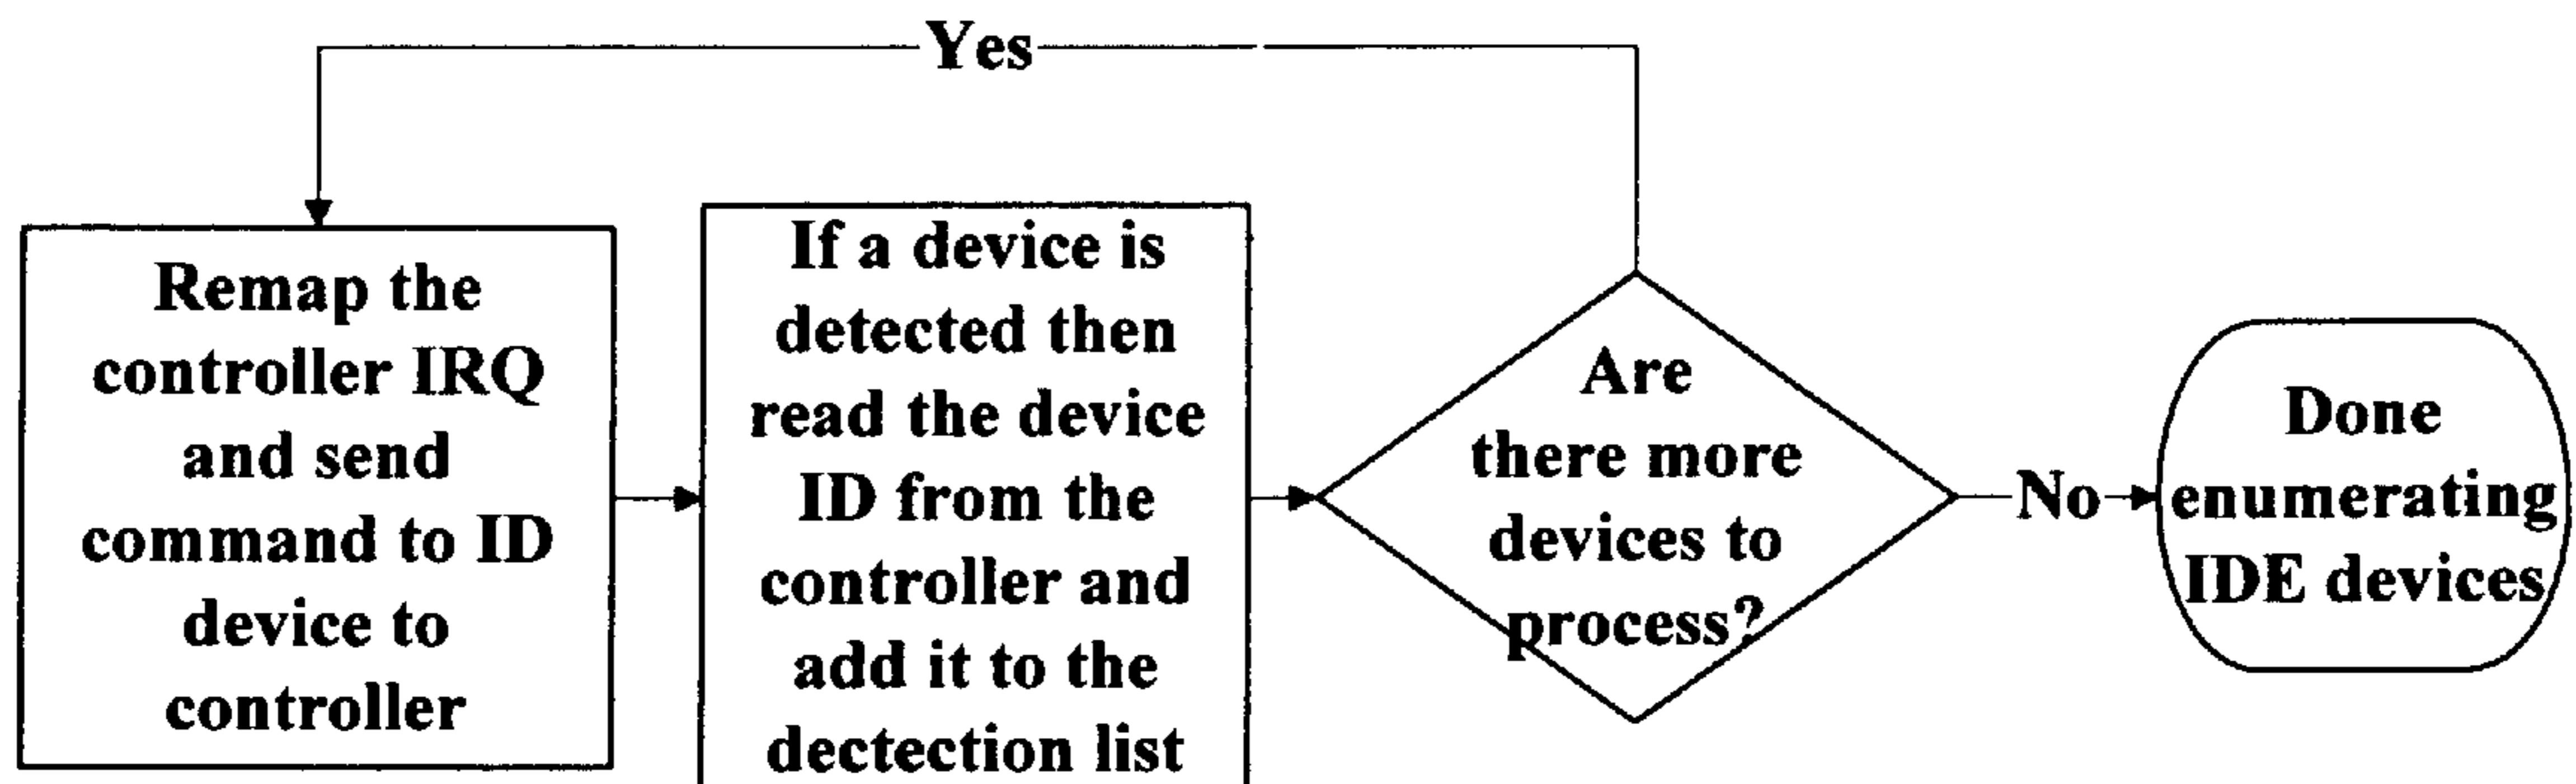 Yes
Remap the
controller IRQ
and send
command to ID
device to
controller
If a device is
detected then
read the device
ID from the
controller and
add it to the
dectection list
Are
there more
devices to
process?
No
Done
enumerating
IDE devices